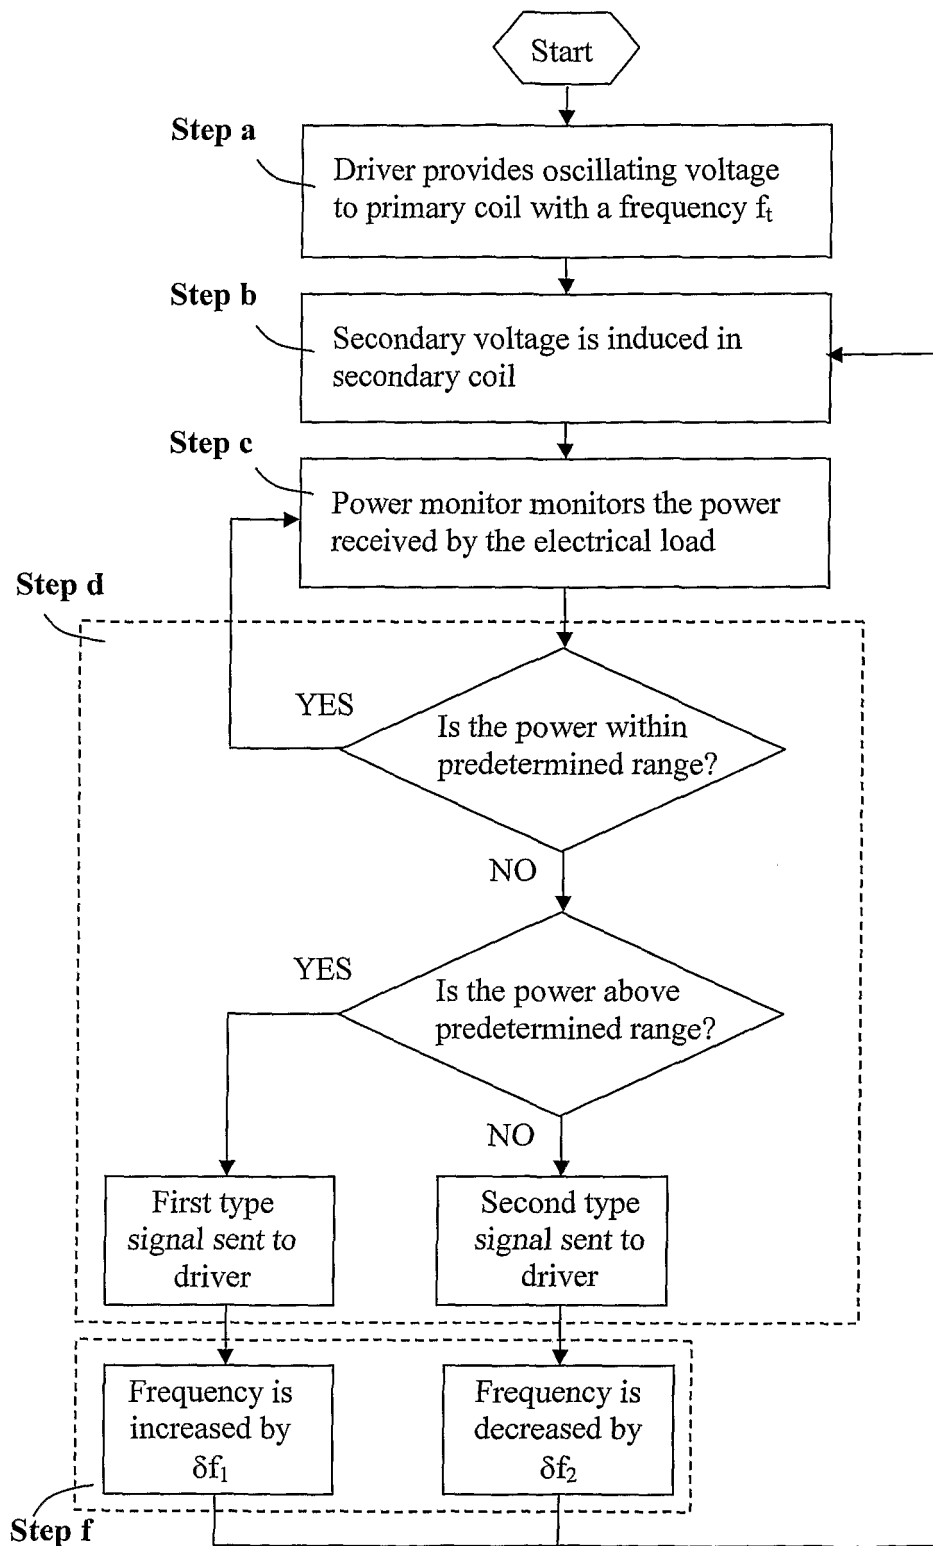 Start
Step a
Driver provides oscillating voltage
to primary coil with a frequency fₜ
Step b
Secondary voltage is induced in
secondary coil
Step c
Power monitor monitors the power
received by the electrical load
Step d
YES
Is the power within
predetermined range?
NO
YES
Is the power above
predetermined range?
NO
First type
signal sent to
driver
Second type
signal sent to
driver
Frequency is
increased by
δf₁
Frequency is
decreased by
δf₂
Step f